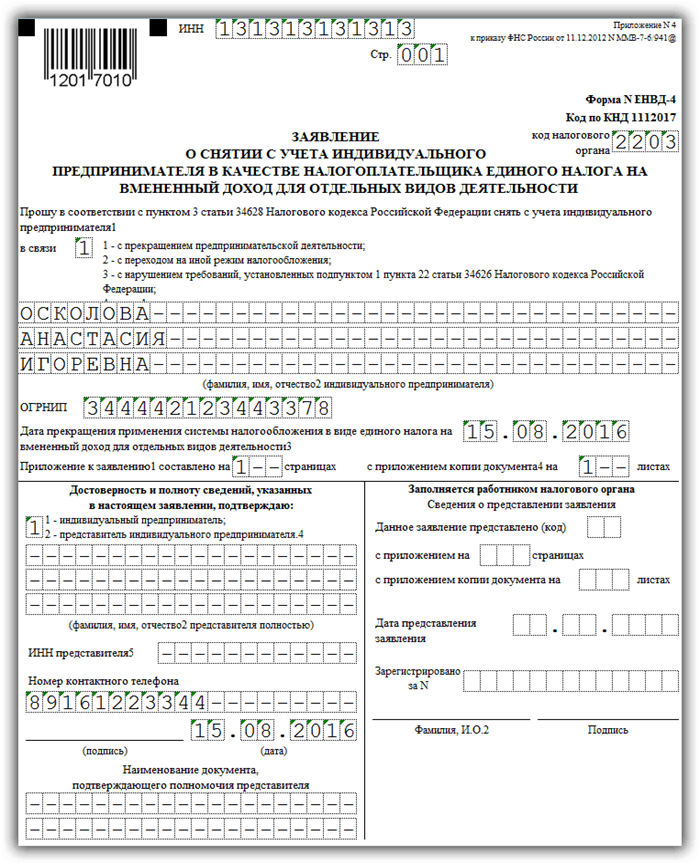 ИНН 131313131313
Приложение N 4
к приказу ФНС России от 11.12.2012 N ММВ-7-6/941@
Стр. 001
12017010
Форма N ЕНВД-4
Код по КНД 1112017
код налогового органа 2203
ЗАЯВЛЕНИЕ
О СНЯТИИ С УЧЕТА ИНДИВИДУАЛЬНОГО
ПРЕДПРИНИМАТЕЛЯ В КАЧЕСТВЕ НАЛОГОПЛАТЕЛЬЩИКА ЕДИНОГО НАЛОГА НА
ВМЕНЕННЫЙ ДОХОД ДЛЯ ОТДЕЛЬНЫХ ВИДОВ ДЕЯТЕЛЬНОСТИ
Прошу в соответствии с пунктом 3 статьи 34628 Налогового кодекса Российской Федерации снять с учета индивидуального
предпринимателя1
в связи 1 1 - с прекращением предпринимательской деятельности;
2 - с переходом на иной режим налогообложения;
3 - с нарушением требований, установленных подпунктом 1 пункта 22 статьи 34626 Налогового кодекса Российской
Федерации;
ОСКОЛОВА--------------------------------
АНАСТАСИЯ-------------------------------
ИГОРЕВНА--------------------------------
(фамилия, имя, отчество2 индивидуального предпринимателя)
ОГРНИП 344442123443378
Дата прекращения применения системы налогообложения в виде единого налога на
вмененный доход для отдельных видов деятельности3 15.08.2016
Приложение к заявлению1 составлено на 1-- страницах с приложением копии документа4 на 1-- листах
Достоверность и полноту сведений, указанных
в настоящем заявлении, подтверждаю:
1 1 - индивидуальный предприниматель;
2 - представитель индивидуального предпринимателя.4
--------------------
--------------------
--------------------
(фамилия, имя, отчество2 представителя полностью)
ИНН представителя5 ------------
Номер контактного телефона
89161223344---------
15.08.2016
(подпись) (дата)
Наименование документа,
подтверждающего полномочия представителя
--------------------
--------------------
Заполняется работником налогового органа
Сведения о представлении заявления
Данное заявление представлено (код)
с приложением на страницах
с приложением копии документа на листах
Дата представления
заявления . .
Зарегистрировано
за N
Фамилия, И.О.2 Подпись